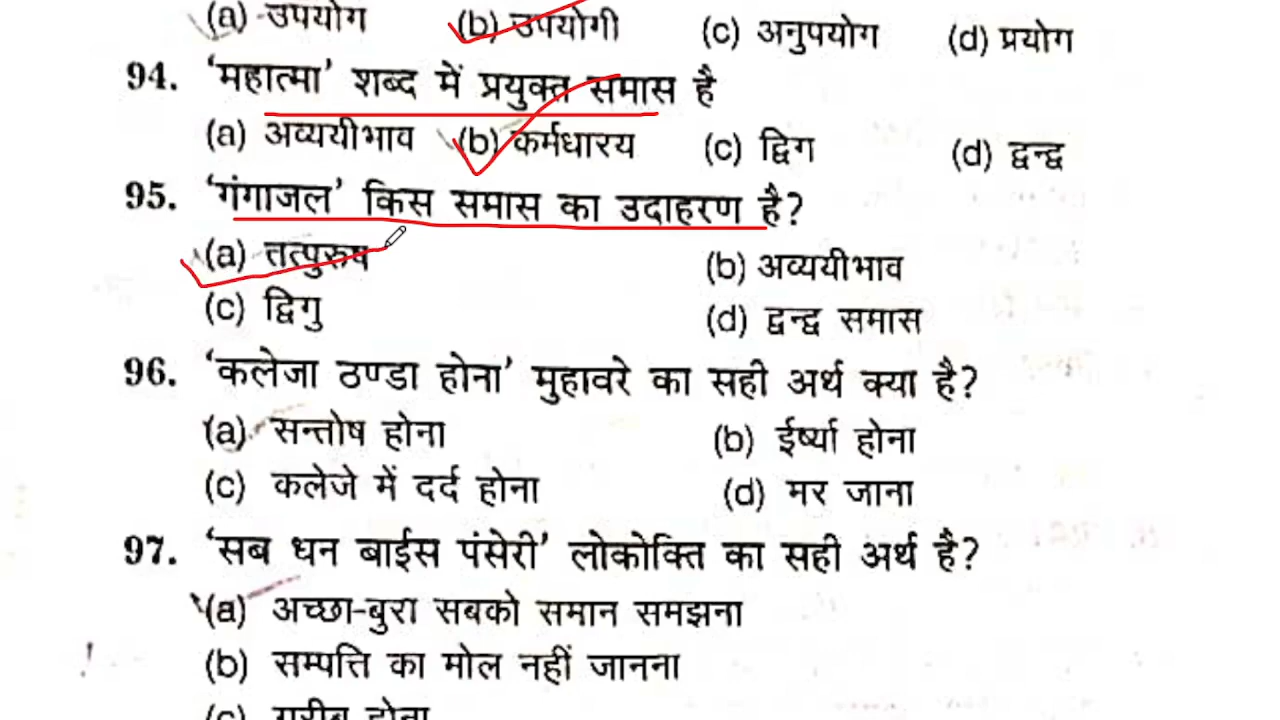 (a) उपयोग (b) उपयोगी (c) अनुपयोग (d) प्रयोग
94. ‘महात्मा’ शब्द में प्रयुक्त समास है
(a) अव्ययीभाव (b) कर्मधारय (c) द्विग (d) द्वन्द्व
95. ‘गंगाजल’ किस समास का उदाहरण है?
(a) तत्पुरुष (b) अव्ययीभाव
(c) द्विगु (d) द्वन्द्व समास
96. ‘कलेजा ठण्डा होना’ मुहावरे का सही अर्थ क्या है?
(a) सन्तोष होना (b) ईर्ष्या होना
(c) कलेजे में दर्द होना (d) मर जाना
97. ‘सब धन बाईस पंसेरी’ लोकोक्ति का सही अर्थ है?
(a) अच्छा-बुरा सबको समान समझना
(b) सम्पत्ति का मोल नहीं जानना
(c) गरीब होना